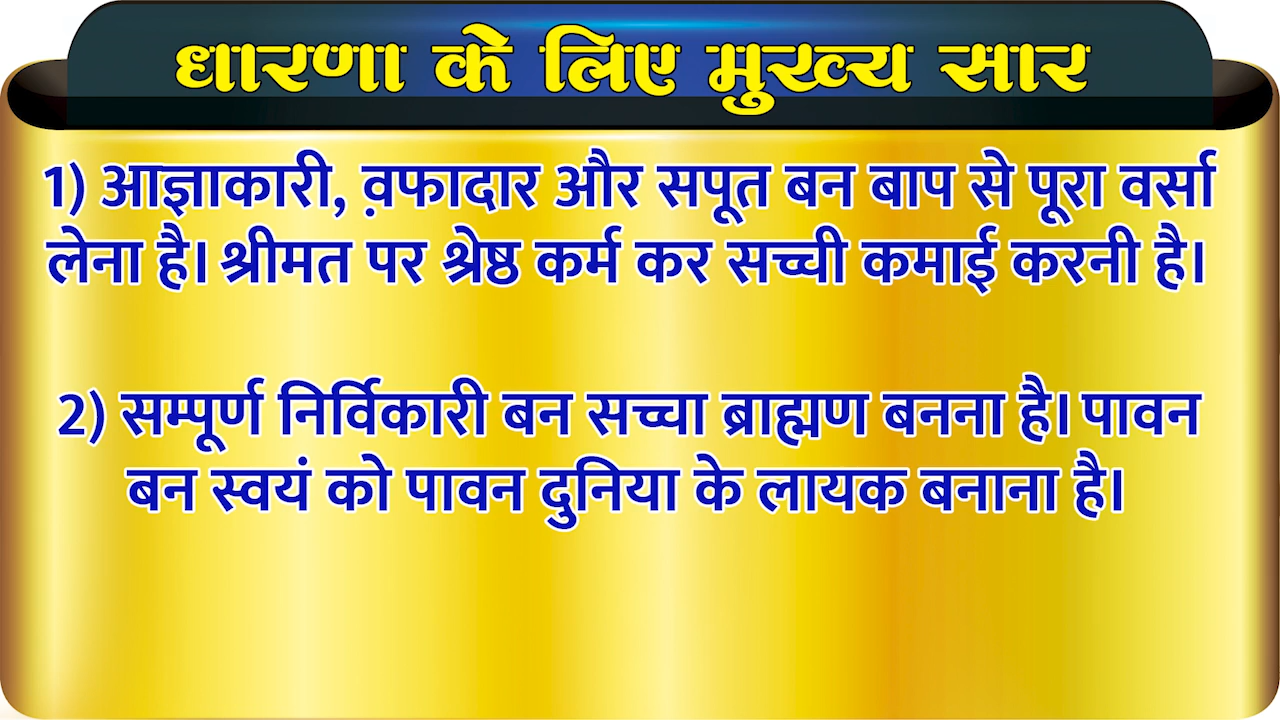 धारणा के लिए मुख्य सार
1) आज्ञाकारी, व़फादार और सपूत बन बाप से पूरा वर्सा
लेना है। श्रीमत पर श्रेष्ठ कर्म कर सच्ची कमाई करनी है।
2) सम्पूर्ण निर्विकारी बन सच्चा ब्राह्मण बनना है। पावन
बन स्वयं को पावन दुनिया के लायक बनाना है।